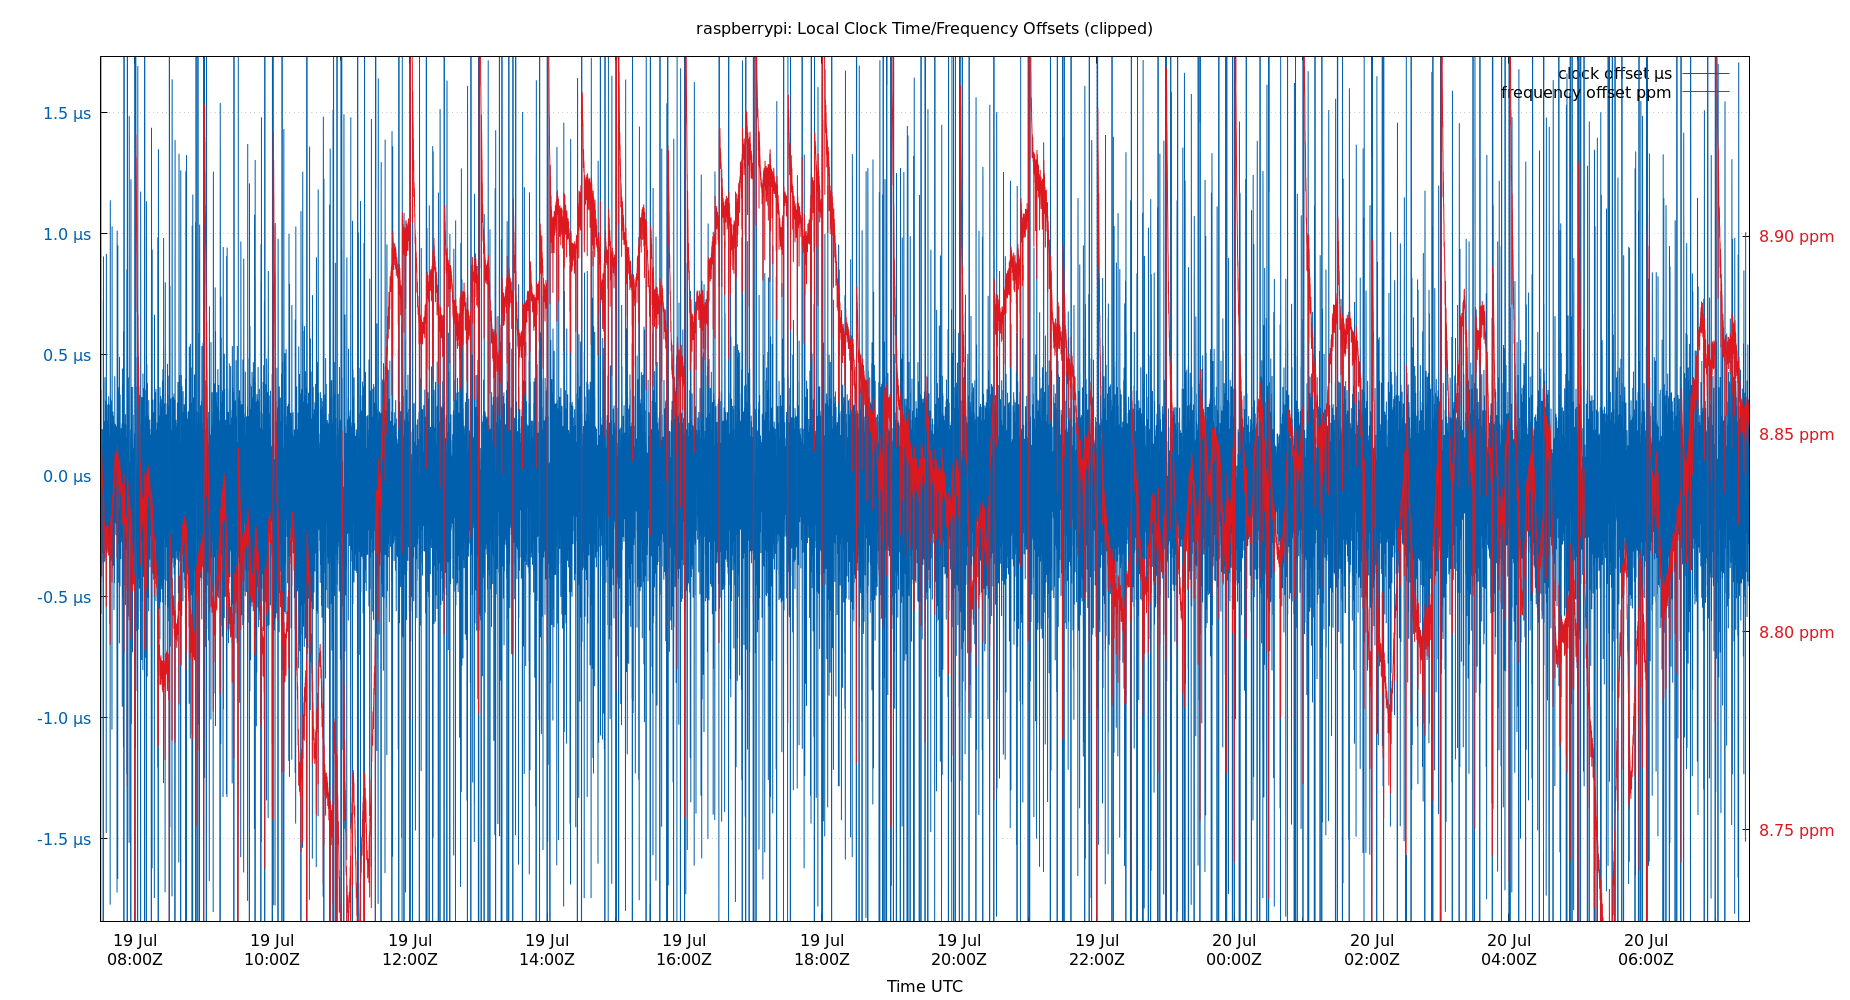 raspberrypi: Local Clock Time/Frequency Offsets (clipped)
clock offset µs
frequency offset ppm
1.5 µs
1.0 µs
0.5 µs
0.0 µs
-0.5 µs
-1.0 µs
-1.5 µs
8.90 ppm
8.85 ppm
8.80 ppm
8.75 ppm
19 Jul 19 Jul 19 Jul 19 Jul 19 Jul 19 Jul 19 Jul 19 Jul 20 Jul 20 Jul 20 Jul 20 Jul
08:00Z 10:00Z 12:00Z 14:00Z 16:00Z 18:00Z 20:00Z 22:00Z 00:00Z 02:00Z 04:00Z 06:00Z
Time UTC